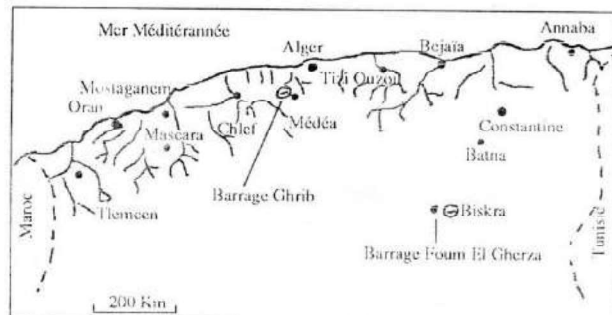 Mer Méditérannée
Annaba
Alger
Bejaïa
Tizi Ouzou
Mostaganem
Oran
Mascara
Chlef
Médéa
Constantine
Batna
Barrage Ghrib
Tlemcen
Biskra
Maroc
Tunisie
Barrage Foum El Gherza
200 Km